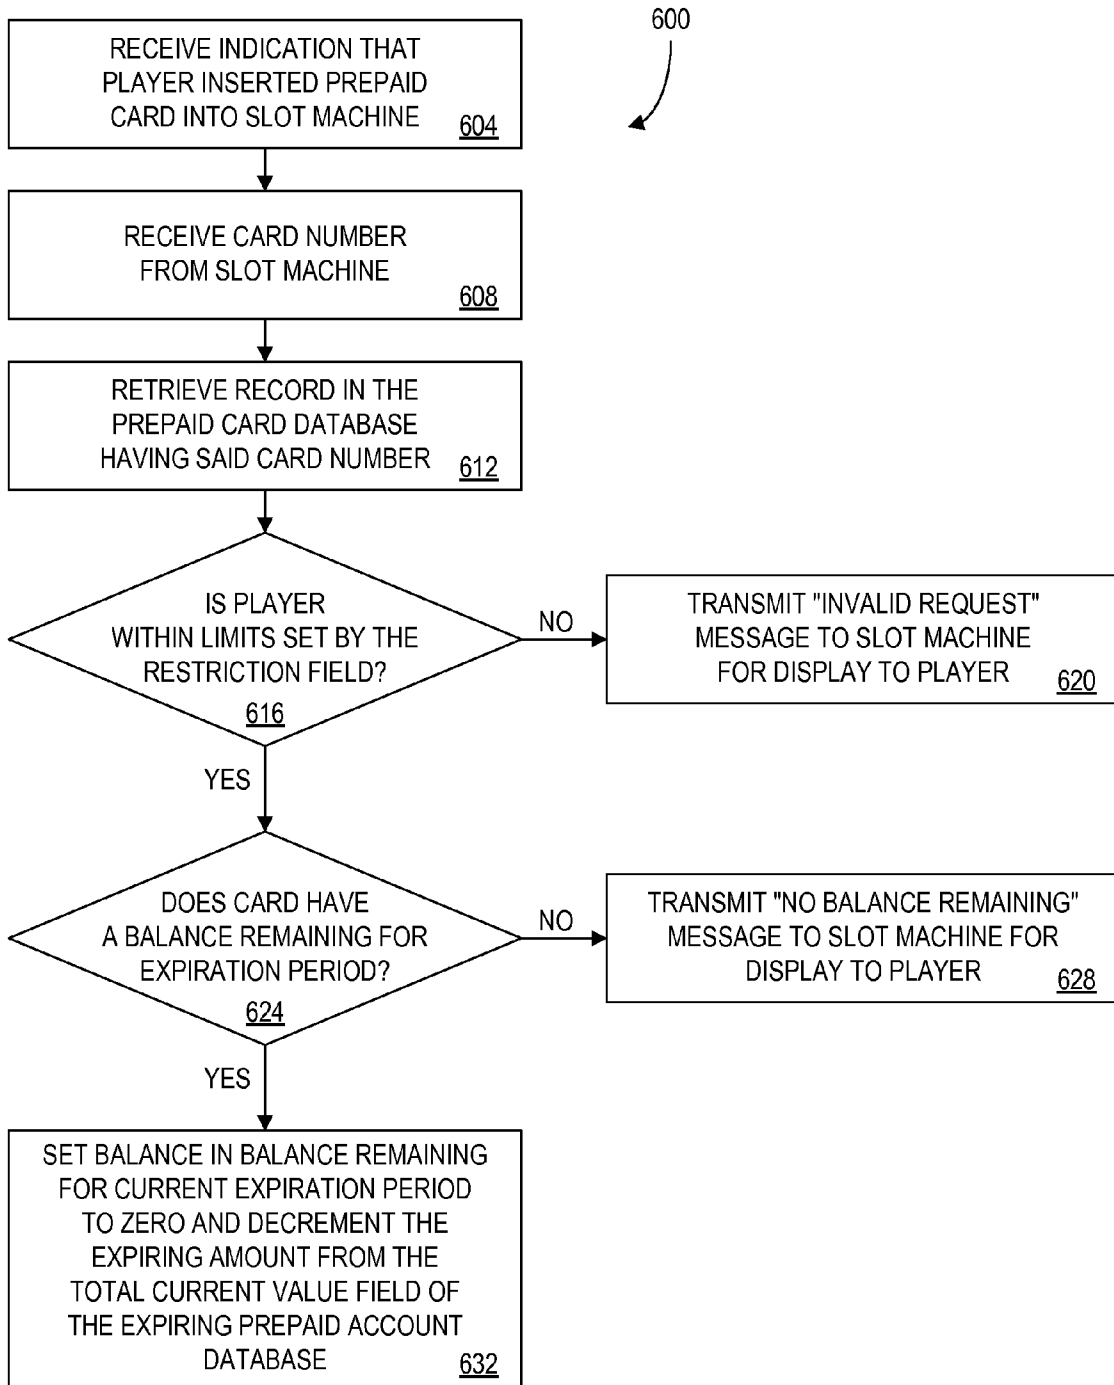 600
RECEIVE INDICATION THAT
PLAYER INSERTED PREPAID
CARD INTO SLOT MACHINE
604
RECEIVE CARD NUMBER
FROM SLOT MACHINE
608
RETRIEVE RECORD IN THE
PREPAID CARD DATABASE
HAVING SAID CARD NUMBER
612
IS PLAYER
WITHIN LIMITS SET BY THE
RESTRICTION FIELD?
616
NO
TRANSMIT "INVALID REQUEST"
MESSAGE TO SLOT MACHINE
FOR DISPLAY TO PLAYER
620
YES
DOES CARD HAVE
A BALANCE REMAINING FOR
EXPIRATION PERIOD?
624
NO
TRANSMIT "NO BALANCE REMAINING"
MESSAGE TO SLOT MACHINE FOR
DISPLAY TO PLAYER
628
YES
SET BALANCE IN BALANCE REMAINING
FOR CURRENT EXPIRATION PERIOD
TO ZERO AND DECREMENT THE
EXPIRING AMOUNT FROM THE
TOTAL CURRENT VALUE FIELD OF
THE EXPIRING PREPAID ACCOUNT
DATABASE
632